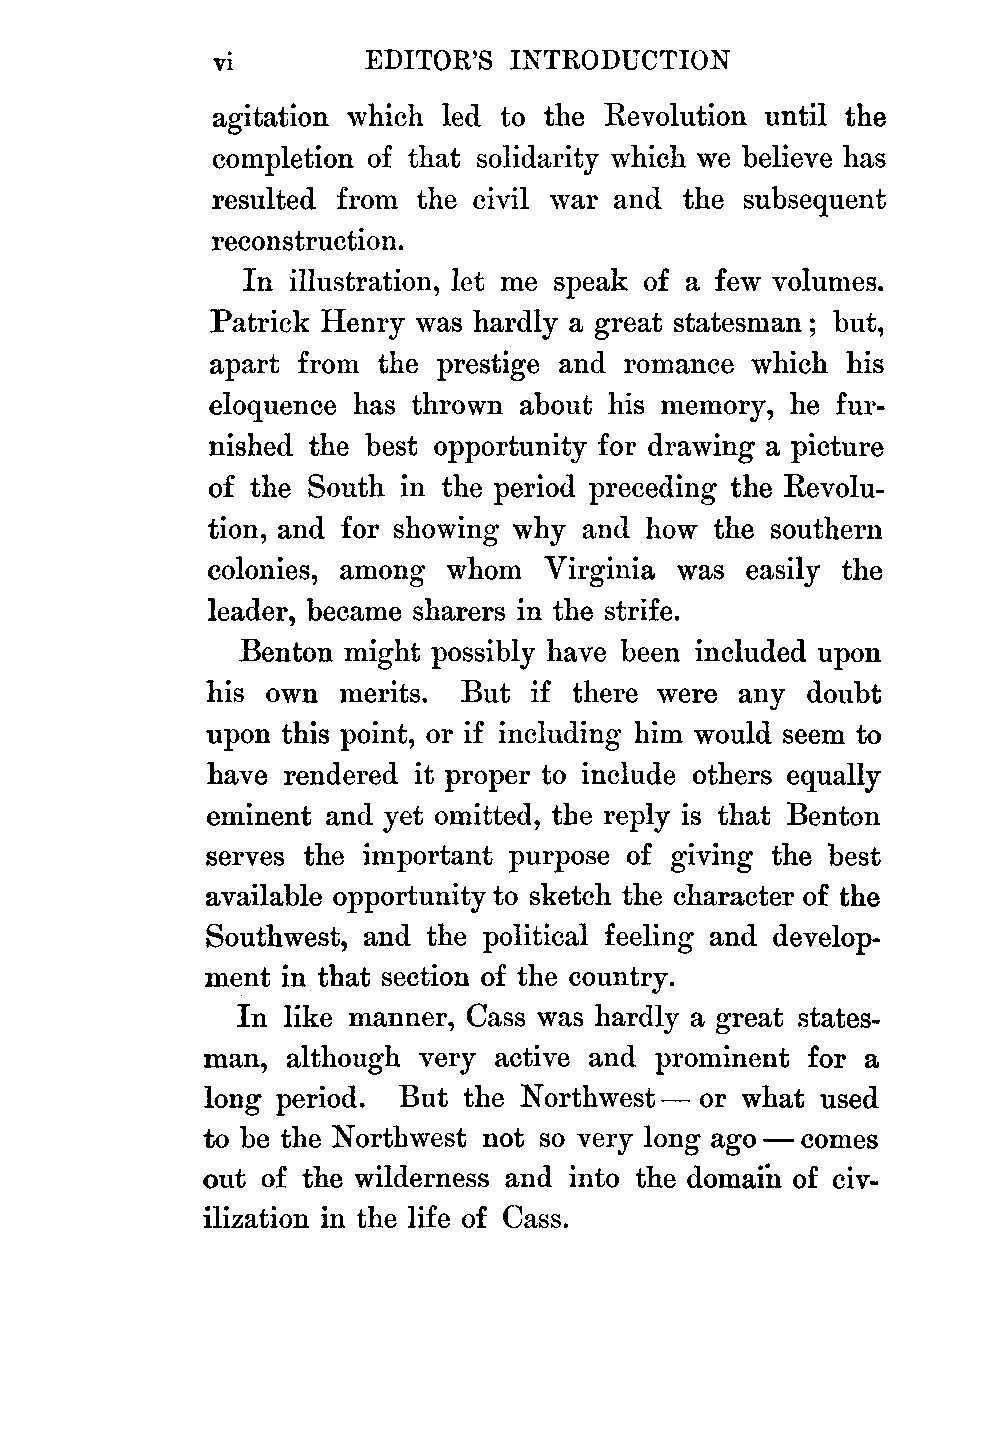 vi EDITOR'S INTRODUCTION
agitation which led to the Revolution until the
completion of that solidarity which we believe has
resulted from the civil war and the subsequent
reconstruction.
In illustration, let me speak of a few volumes.
Patrick Henry was hardly a great statesman; but,
apart from the prestige and romance which his
eloquence has thrown about his memory, he fur-
nished the best opportunity for drawing a picture
of the South in the period preceding the Revolu-
tion, and for showing why and how the southern
colonies, among whom Virginia was easily the
leader, became sharers in the strife.
Benton might possibly have been included upon
his own merits. But if there were any doubt
upon this point, or if including him would seem to
have rendered it proper to include others equally
eminent and yet omitted, the reply is that Benton
serves the important purpose of giving the best
available opportunity to sketch the character of the
Southwest, and the political feeling and develop-
ment in that section of the country.
In like manner, Cass was hardly a great states-
man, although very active and prominent for a
long period. But the Northwest — or what used
to be the Northwest not so very long ago — comes
out of the wilderness and into the domain of civ-
ilization in the life of Cass.